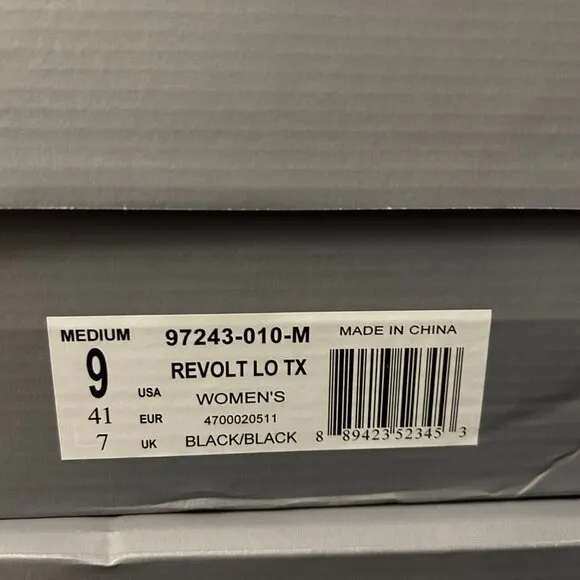 MEDIUM 97243-010-M MADE IN CHINA
9 USA REVOLT LO TX
41 EUR WOMEN'S
7 UK 4700020511
BLACK/BLACK 8 89423 52345 3